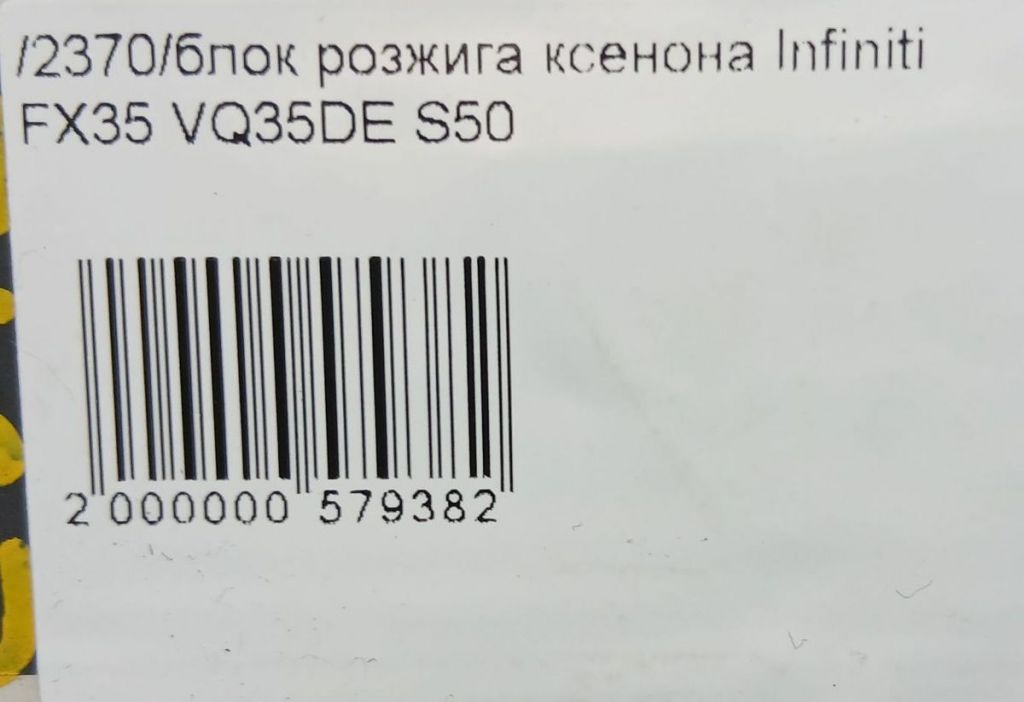 /2370/блок розжига ксенона Infiniti
FX35 VQ35DE S50
2 000000 579382